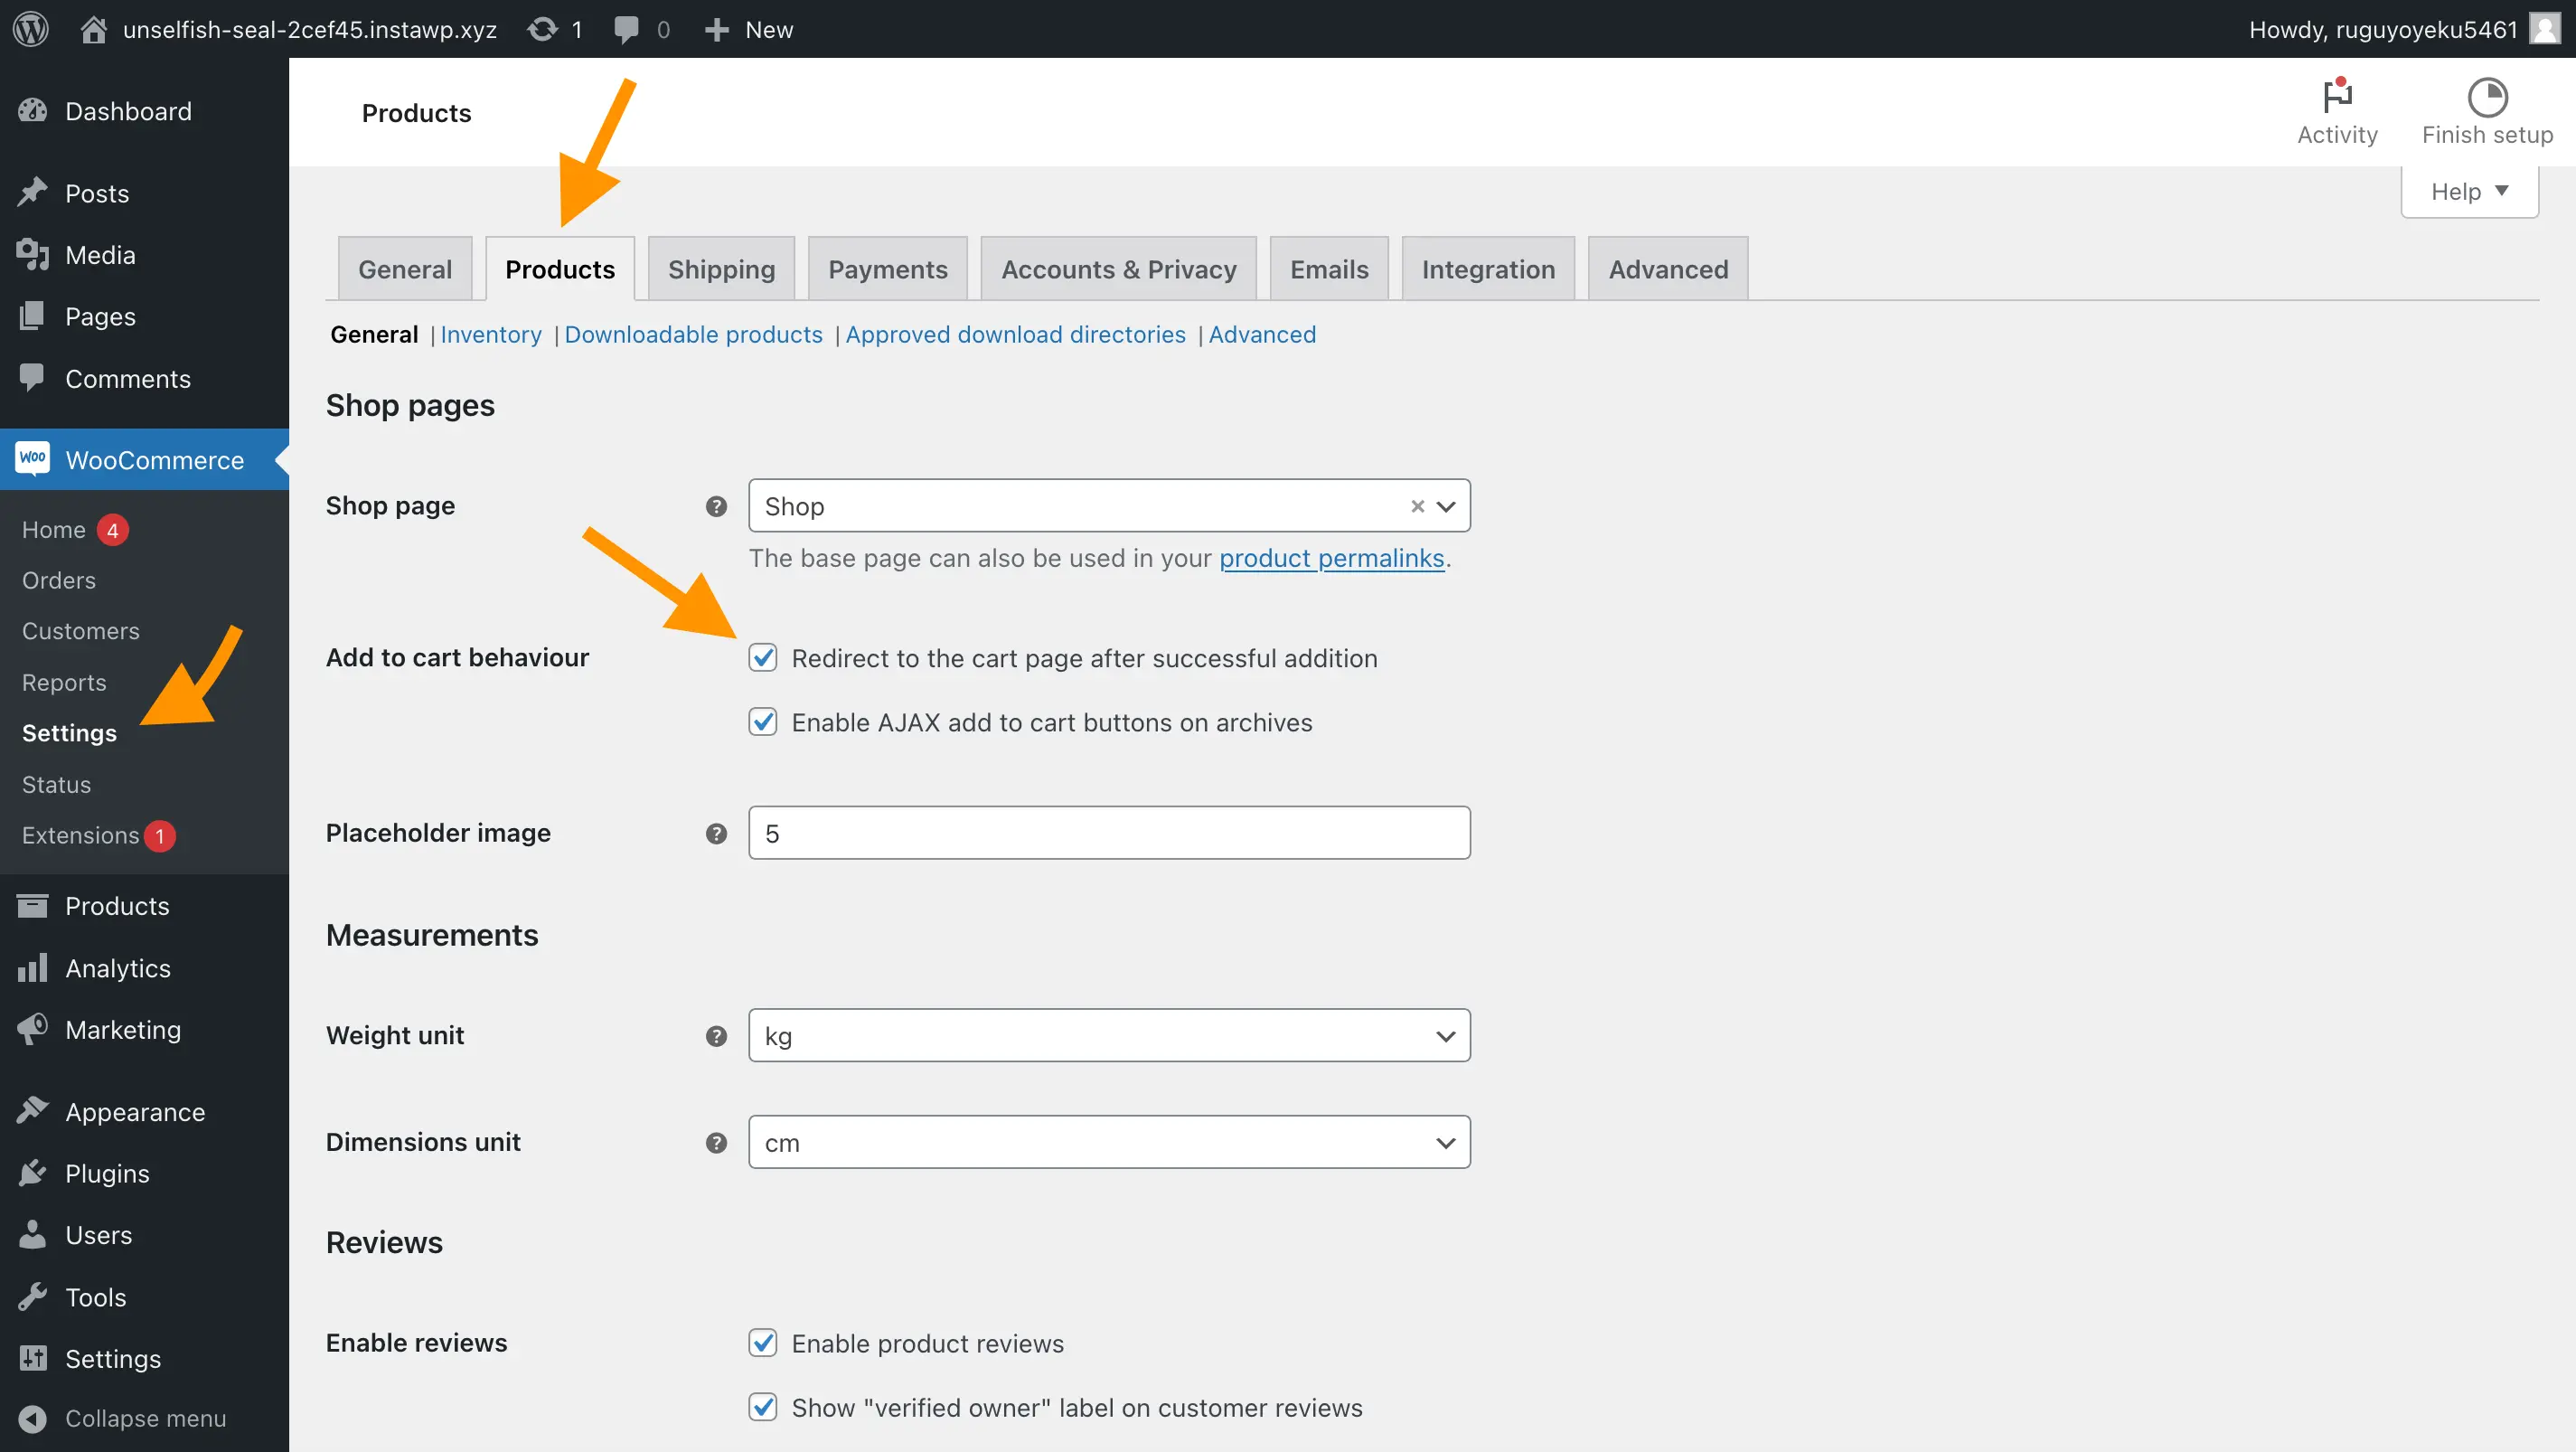 unselfish-seal-2cef45.instawp.xyz 1 0 New Howdy, ruguyoyeku5461
Dashboard
Posts
Media
Pages
Comments
Woo WooCommerce
Home 4
Orders
Customers
Reports
Settings
Status
Extensions 1
Products
Analytics
Marketing
Appearance
Plugins
Users
Tools
Settings
Collapse menu
Products
Activity
Finish setup
Help
General Products Shipping Payments Accounts & Privacy Emails Integration Advanced
General | Inventory | Downloadable products | Approved download directories | Advanced
Shop pages
Shop page ? Shop ×
The base page can also be used in your product permalinks.
Add to cart behaviour Redirect to the cart page after successful addition
Enable AJAX add to cart buttons on archives
Placeholder image ? 5
Measurements
Weight unit ? kg
Dimensions unit ? cm
Reviews
Enable reviews Enable product reviews
Show "verified owner" label on customer reviews